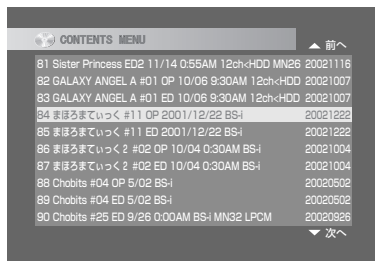 CONTENTS MENU
▲ 前へ
81 Sister Princess ED2 11/14 0:55AM 12ch<HDD MN26 20021116
82 GALAXY ANGEL A #01 OP 10/06 9:30AM 12ch<HDD 20021007
83 GALAXY ANGEL A #01 ED 10/06 9:30AM 12ch<HDD 20021007
84 まほろまてぃっく #11 OP 2001/12/22 BS-i 20021222
85 まほろまてぃっく #11 ED 2001/12/22 BS-i 20021222
86 まほろまてぃっく2 #02 OP 10/04 0:30AM BS-i 20021004
87 まほろまてぃっく2 #02 ED 10/04 0:30AM BS-i 20021004
88 Chobits #04 OP 5/02 BS-i 20020502
89 Chobits #04 ED 5/02 BS-i 20020502
90 Chobits #25 ED 9/26 0:00AM BS-i MN32 LPCM 20020926
▼ 次へ